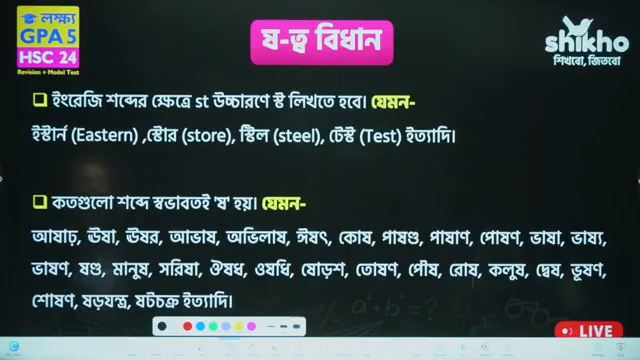 লক্ষ্য
GPA 5
HSC 24
Revision + Model Test
ষ-ত্ব বিধান
shikho
শিখবো, জিতবো
ইংরেজি শব্দের ক্ষেত্রে st উচ্চারণে স্ট লিখতে হবে। যেমন-
ইস্টার্ন (Eastern) ,স্টোর (store), স্টিল (steel), টেস্ট (Test) ইত্যাদি।
কতগুলো শব্দে স্বভাবতই 'ষ' হয়। যেমন-
আষাঢ়, ঊষা, ঊষর, আভাষ, অভিলাষ, ঈষৎ, কোষ, পাষণ্ড, পাষাণ, পোষণ, ভাষা, ভাষ্য,
ভাষণ, ষণ্ড, মানুষ, সরিষা, ঔষধ, ওষধি, ষোড়শ, তোষণ, পৌষ, রোষ, কলুষ, দ্বেষ, ভূষণ,
শোষণ, ষড়যন্ত্র, ষটচক্র ইত্যাদি।
a²+b²=?
LIVE